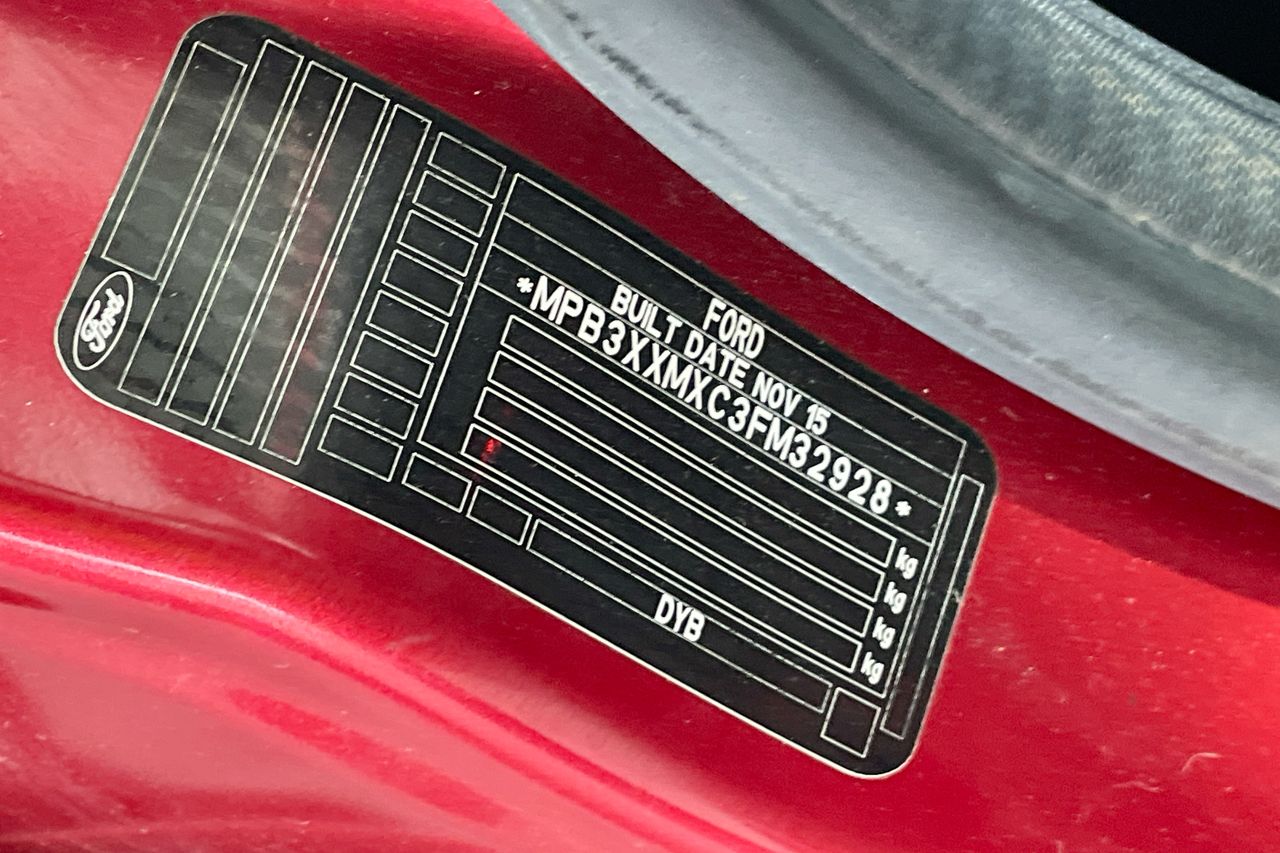 FORD
BUILT DATE NOV 15
*MPB3XXMXC3FM32928*
kg
kg
kg
kg
DYB
Ford